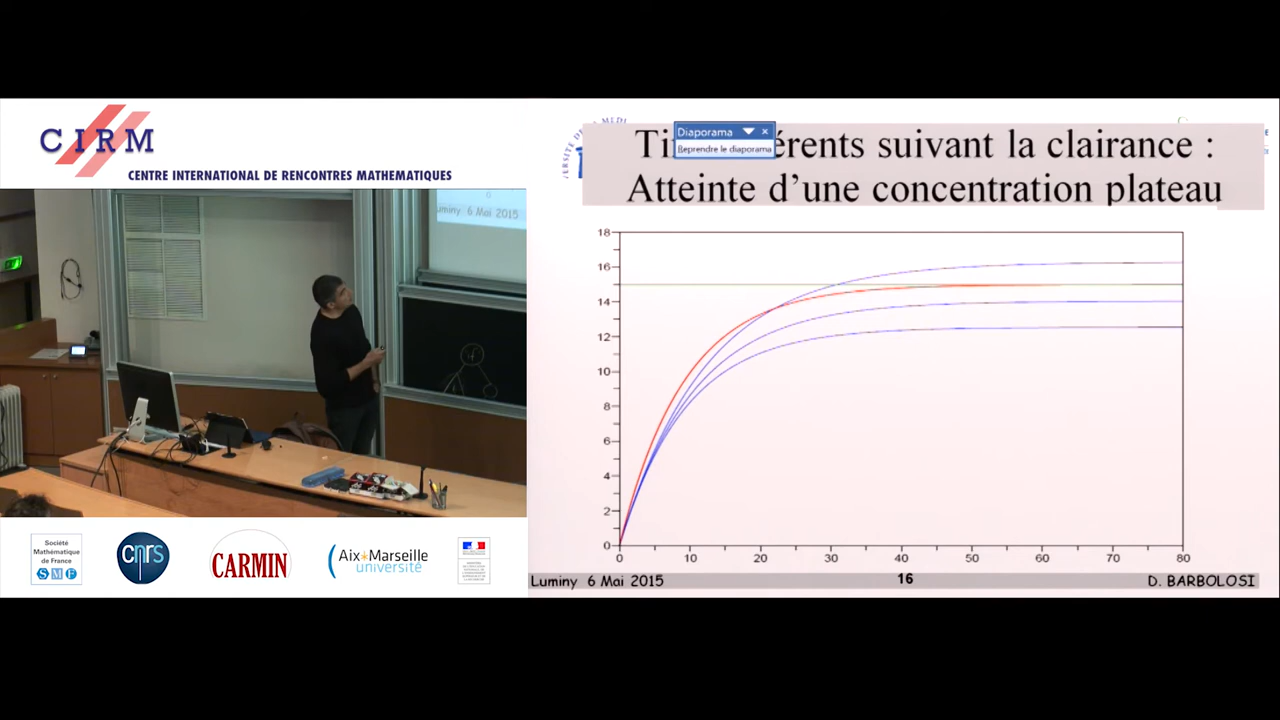 CIRM
CENTRE INTERNATIONAL DE RENCONTRES MATHEMATIQUES
uminy 6 Mai 2015
Société
Mathématique
de France
SMF
cnrs
CARMIN
Aix*Marseille
université
Diaporama
Reprendre le diaporama
Ti érents suivant la clairance :
Atteinte d'une concentration plateau
18
16
14
12
10
8
6
4
2
0
0 10 20 30 40 50 60 70 80
Luminy 6 Mai 2015 16 D. BARBOLOSI